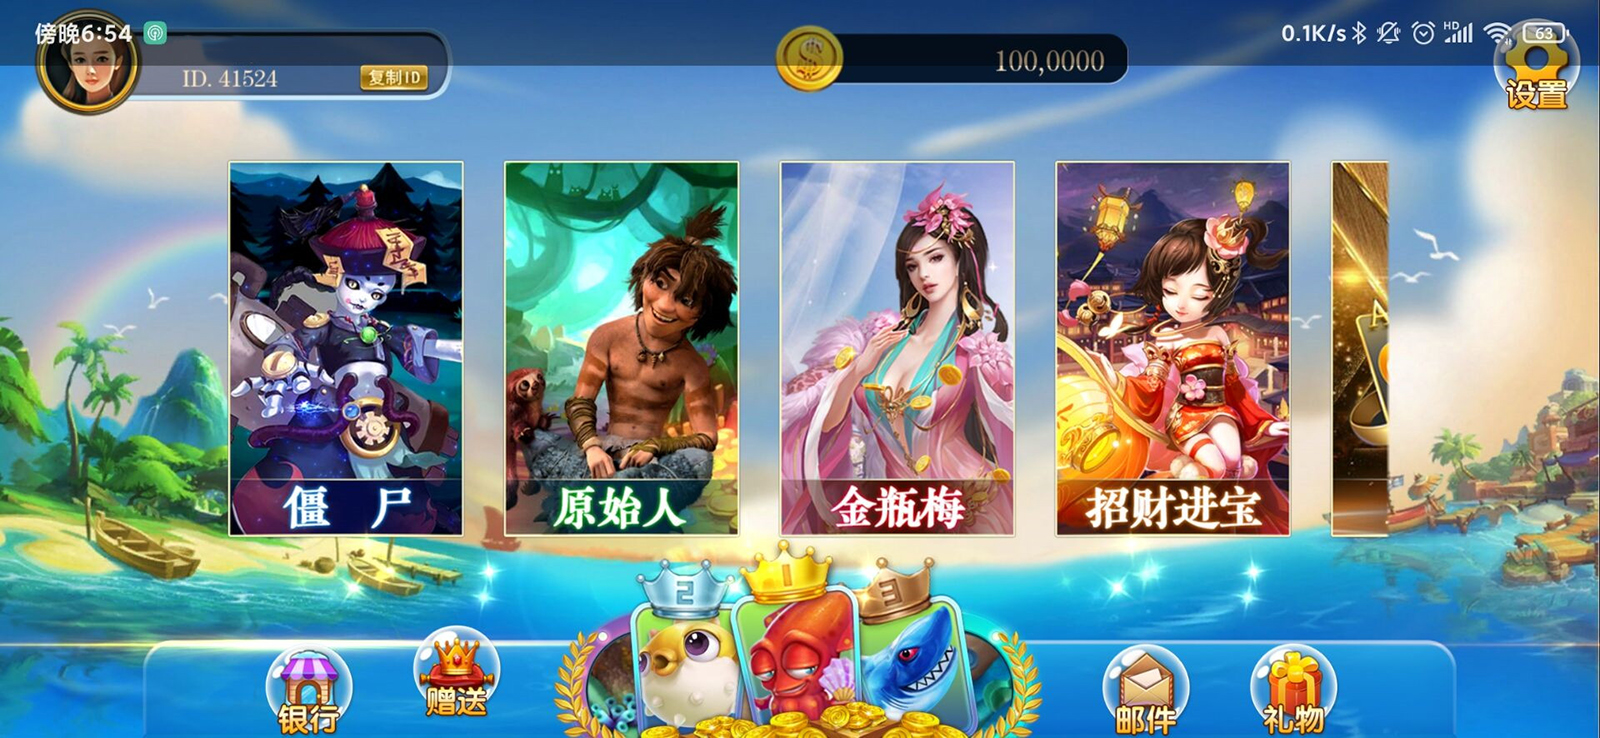 傍晚6:54
0.1K/s
HD
63
ID. 41524
复制ID
100,0000
设置
僵 尸
原始人
金瓶梅
招财进宝
2
1
3
银行
赠送
邮件
礼物